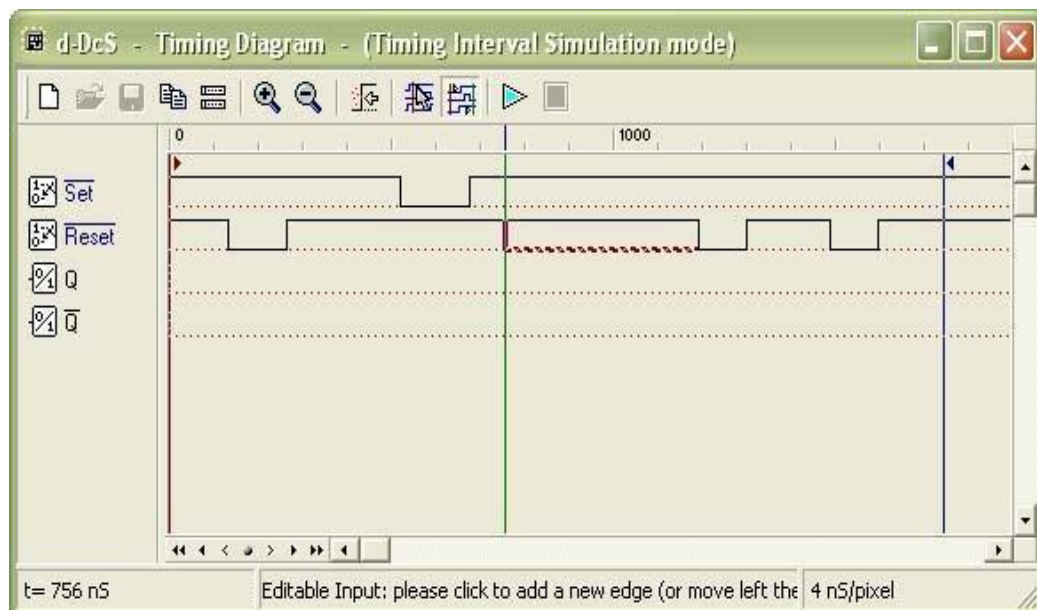 d-DcS - Timing Diagram - (Timing Interval Simulation mode)
0 1000
Set
Reset
Q
Q
t= 756 nS Editable Input: please click to add a new edge (or move left the 4 nS/pixel